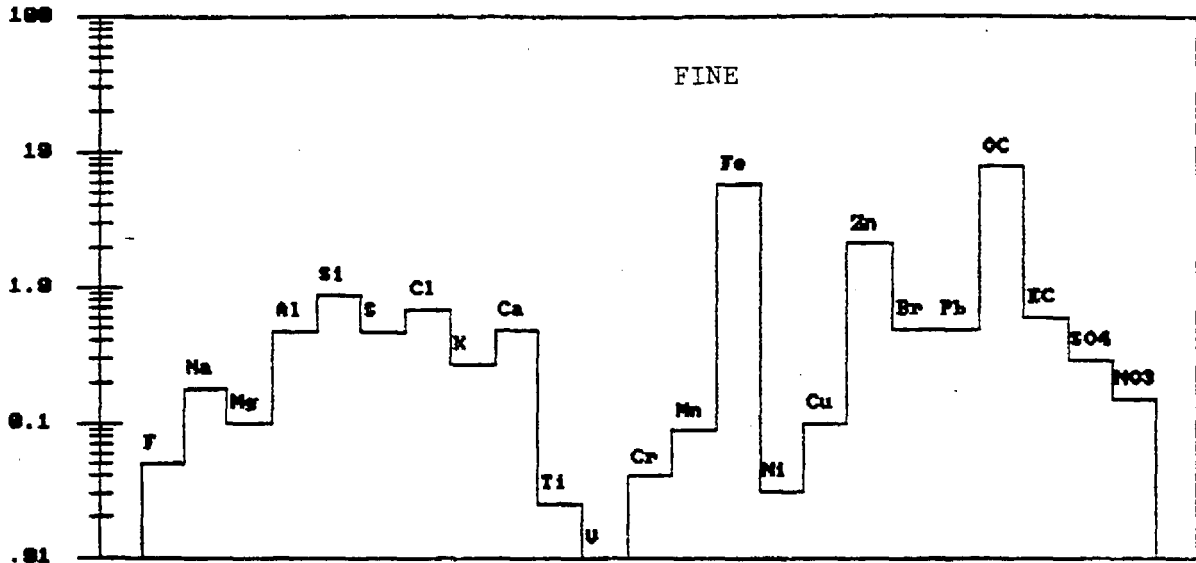 100
FINE
10
OC
Fe
Zn
1.0
Si
Al
S
Cl
Ca
Br
Pb
EC
K
SO4
Na
NO3
Mg
0.1
Mn
Cu
F
Cr
Ni
Ti
V
.01